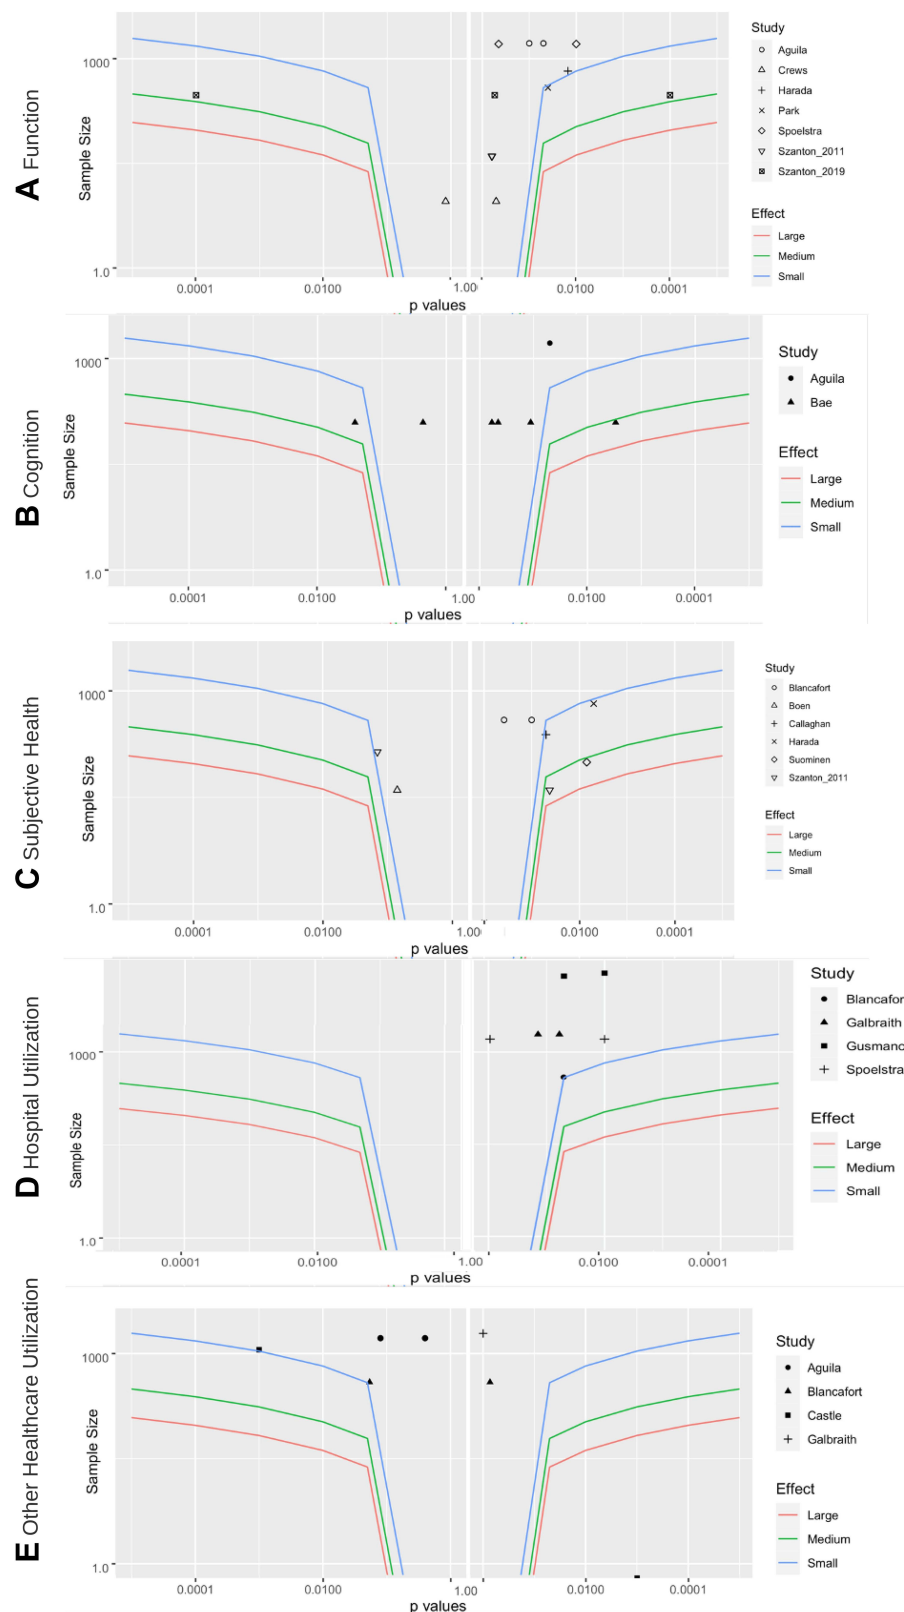 A Function
Sample Size
1000
1.0
0.0001
0.0100
1.00
0.0100
0.0001
p values
Study
Aguila
Crews
Harada
Park
Spoelstra
Szanton_2011
Szanton_2019
Effect
Large
Medium
Small
B Cognition
Sample Size
1000
1.0
0.0001
0.0100
1.00
0.0100
0.0001
p values
Study
Aguila
Bae
Effect
Large
Medium
Small
C Subjective Health
Sample Size
1000
1.0
0.0001
0.0100
1.00
0.0100
0.0001
p values
Study
Blancafort
Boen
Callaghan
Harada
Suominen
Szanton_2011
Effect
Large
Medium
Small
D Hospital Utilization
Sample Size
1000
1.0
0.0001
0.0100
1.00
0.0100
0.0001
p values
Study
Blancafor
Galbraith
Gusmano
Spoelstra
Effect
Large
Medium
Small
E Other Healthcare Utilization
Sample Size
1000
1.0
0.0001
0.0100
1.00
0.0100
0.0001
p values
Study
Aguila
Blancafort
Castle
Galbraith
Effect
Large
Medium
Small